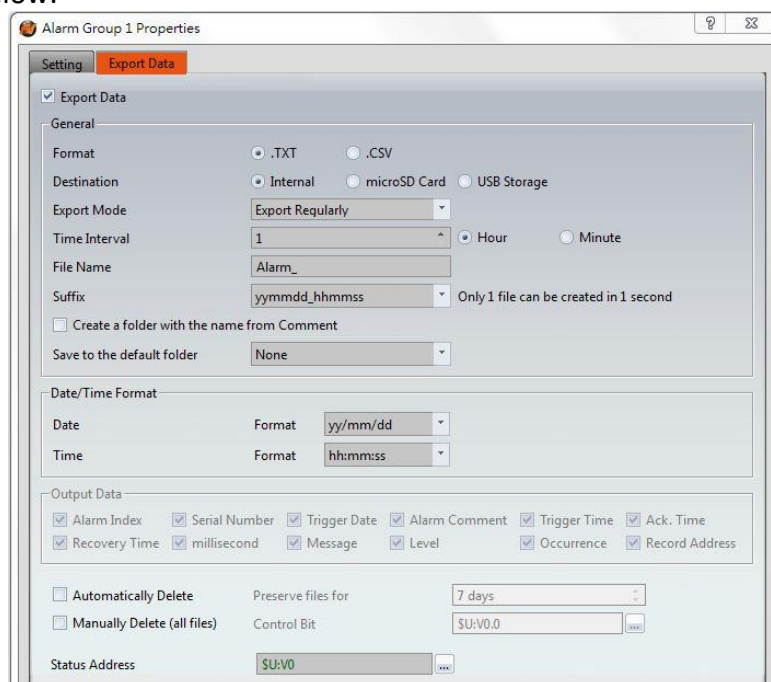 Alarm Group 1 Properties
Setting Export Data
Export Data
General
Format .TXT .CSV
Destination Internal microSD Card USB Storage
Export Mode Export Regularly
Time Interval 1 Hour Minute
File Name Alarm_
Suffix yymmdd_hhmmss Only 1 file can be created in 1 second
Create a folder with the name from Comment
Save to the default folder None
Date/Time Format
Date Format yy/mm/dd
Time Format hh:mm:ss
Output Data
Alarm Index Serial Number Trigger Date Alarm Comment Trigger Time Ack. Time
Recovery Time millisecond Message Level Occurrence Record Address
Automatically Delete Preserve files for 7 days
Manually Delete (all files) Control Bit $U:V0.0 ...
Status Address $U:V0 ...